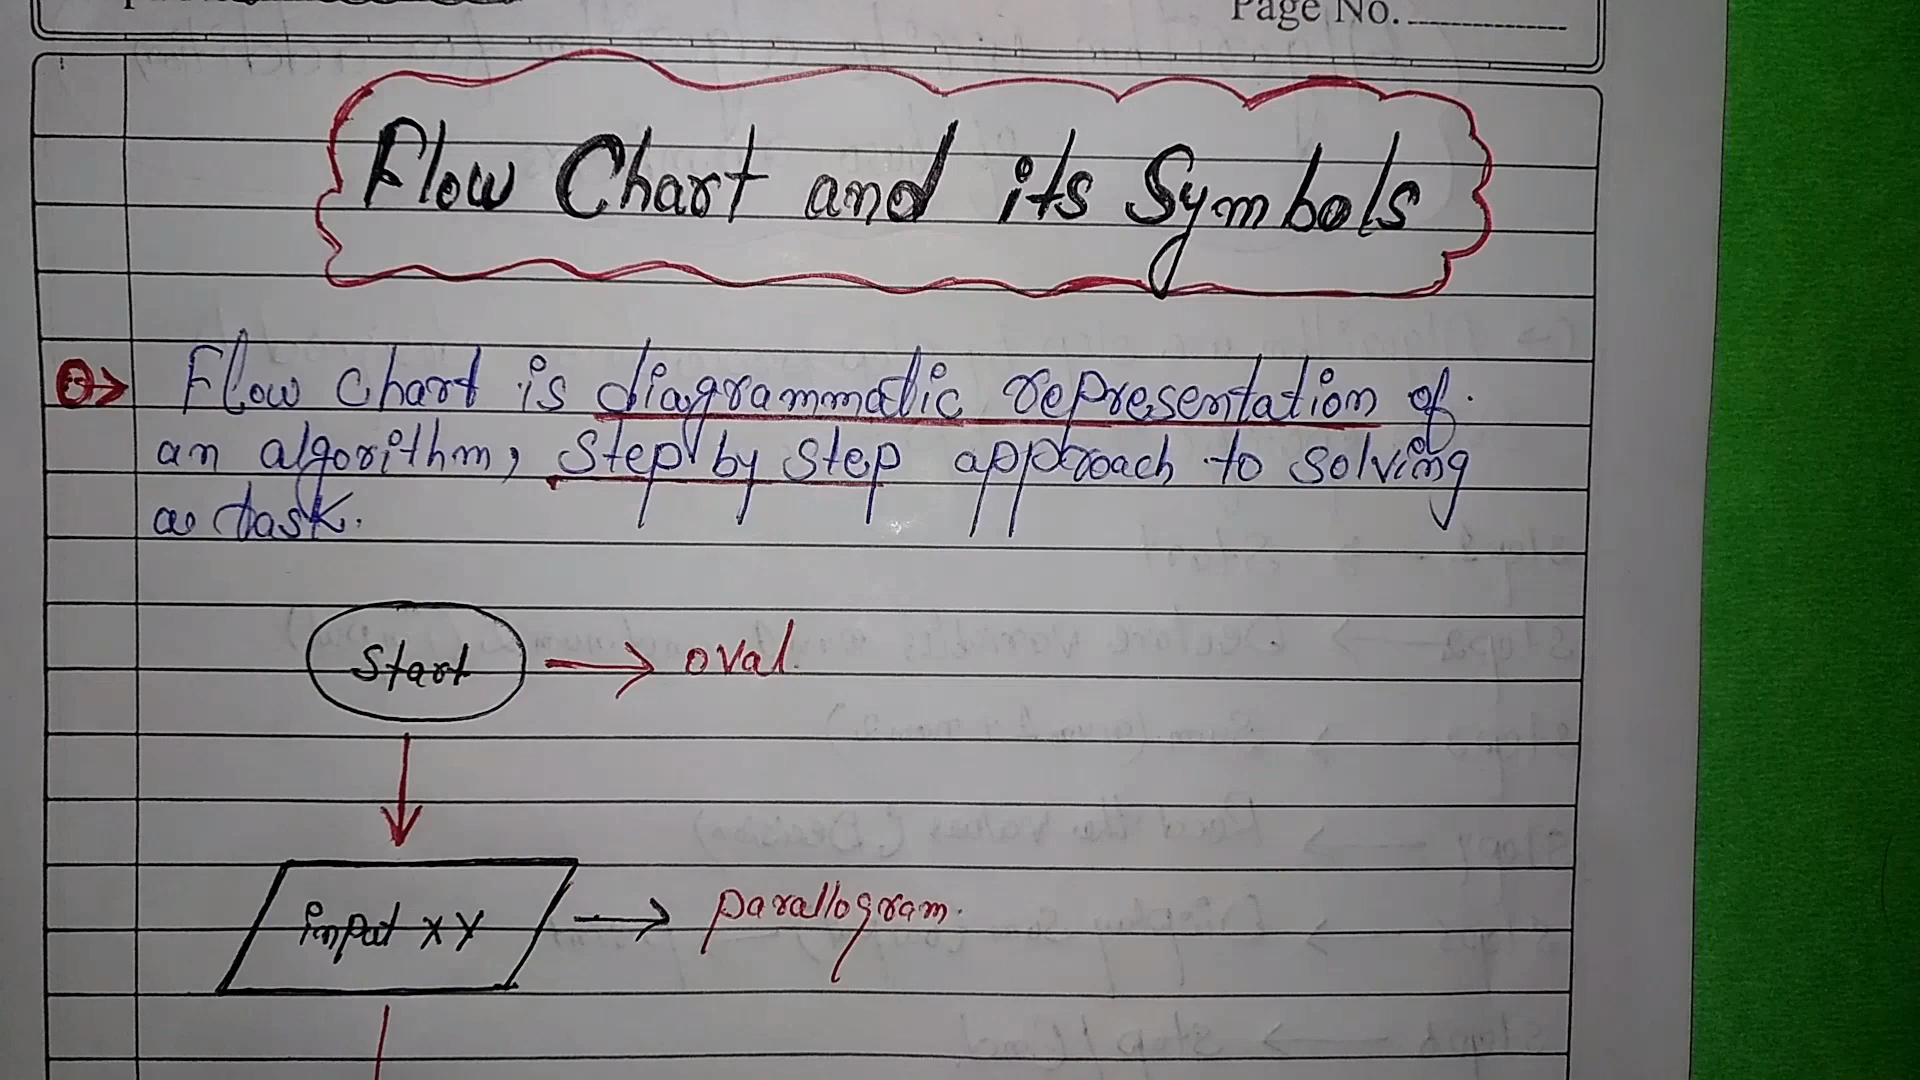 Page No.
Flow Chart and its Symbols
Flow chart is diagrammatic representation of
an algorithm, step by step approach to solving
a task.
Start → oval.
input X Y → parallogram.